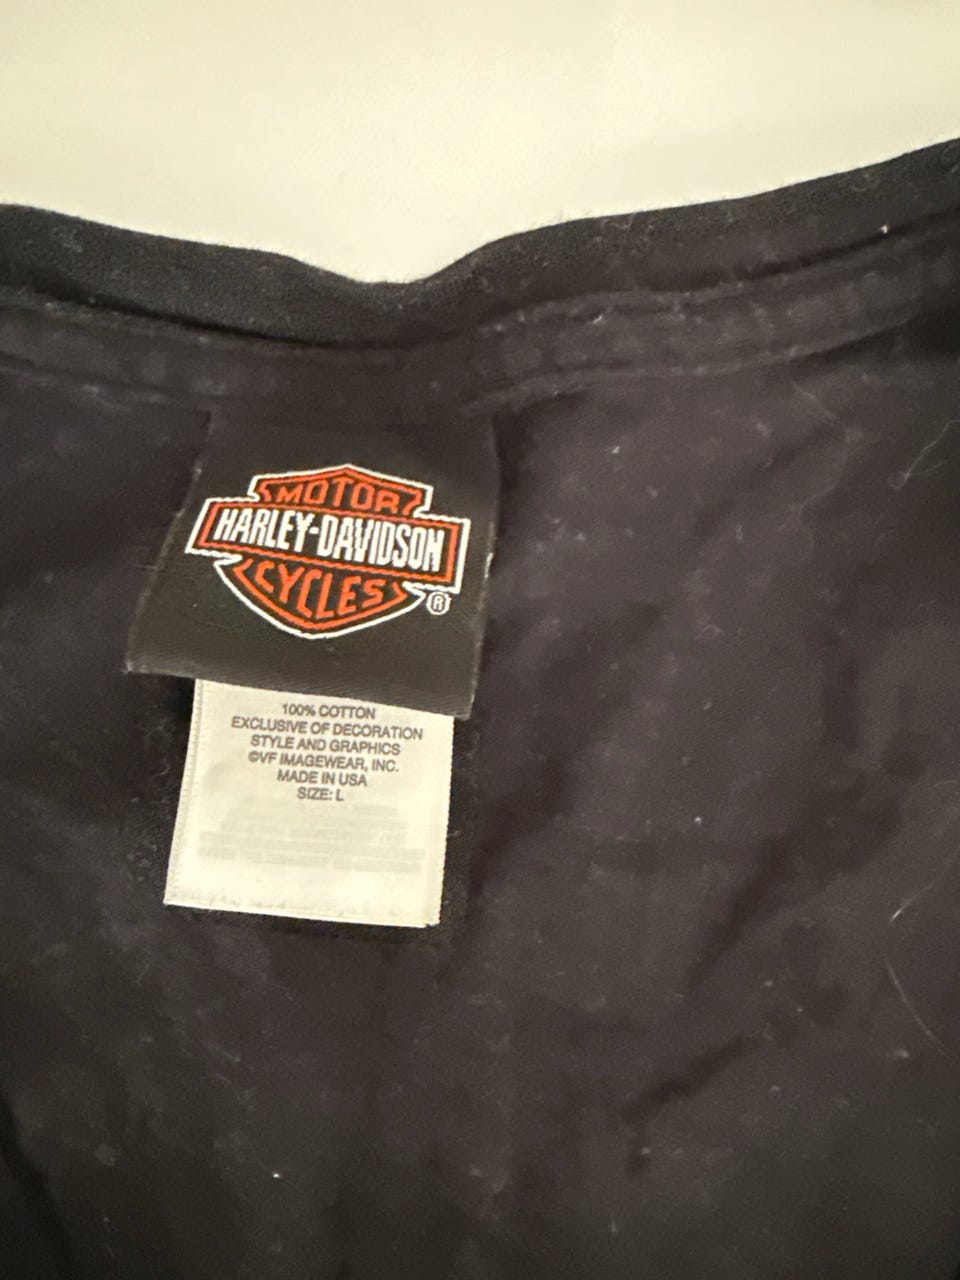 MOTOR
HARLEY-DAVIDSON
CYCLES
®
100% COTTON
EXCLUSIVE OF DECORATION
STYLE AND GRAPHICS
©VF IMAGEWEAR, INC.
MADE IN USA
SIZE: L